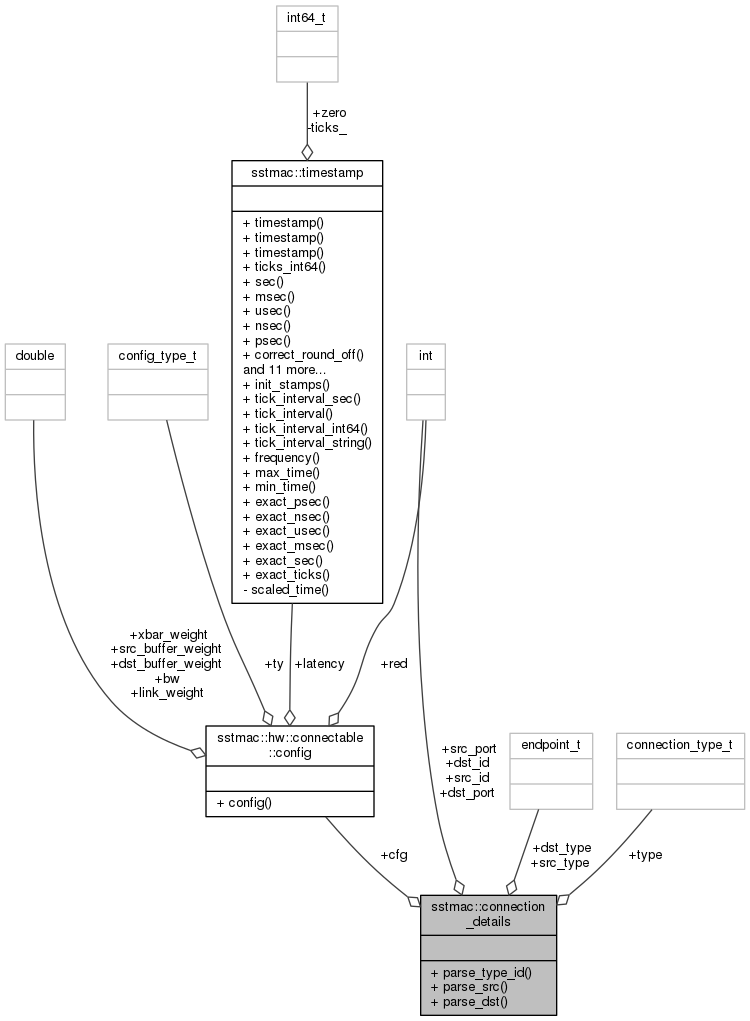 int64_t
+zero
-ticks_
sstmac::timestamp
+ timestamp()
+ timestamp()
+ timestamp()
+ ticks_int64()
+ sec()
+ msec()
+ usec()
+ nsec()
+ psec()
+ correct_round_off()
and 11 more...
+ init_stamps()
+ tick_interval_sec()
+ tick_interval()
+ tick_interval_int64()
+ tick_interval_string()
+ frequency()
+ max_time()
+ min_time()
+ exact_psec()
+ exact_nsec()
+ exact_usec()
+ exact_msec()
+ exact_sec()
+ exact_ticks()
- scaled_time()
double
config_type_t
int
+xbar_weight
+src_buffer_weight
+dst_buffer_weight
+bw
+link_weight
+ty
+latency
+red
sstmac::hw::connectable
::config
+ config()
+src_port
+dst_id
+src_id
+dst_port
endpoint_t
connection_type_t
+cfg
+dst_type
+src_type
+type
sstmac::connection
_details
+ parse_type_id()
+ parse_src()
+ parse_dst()